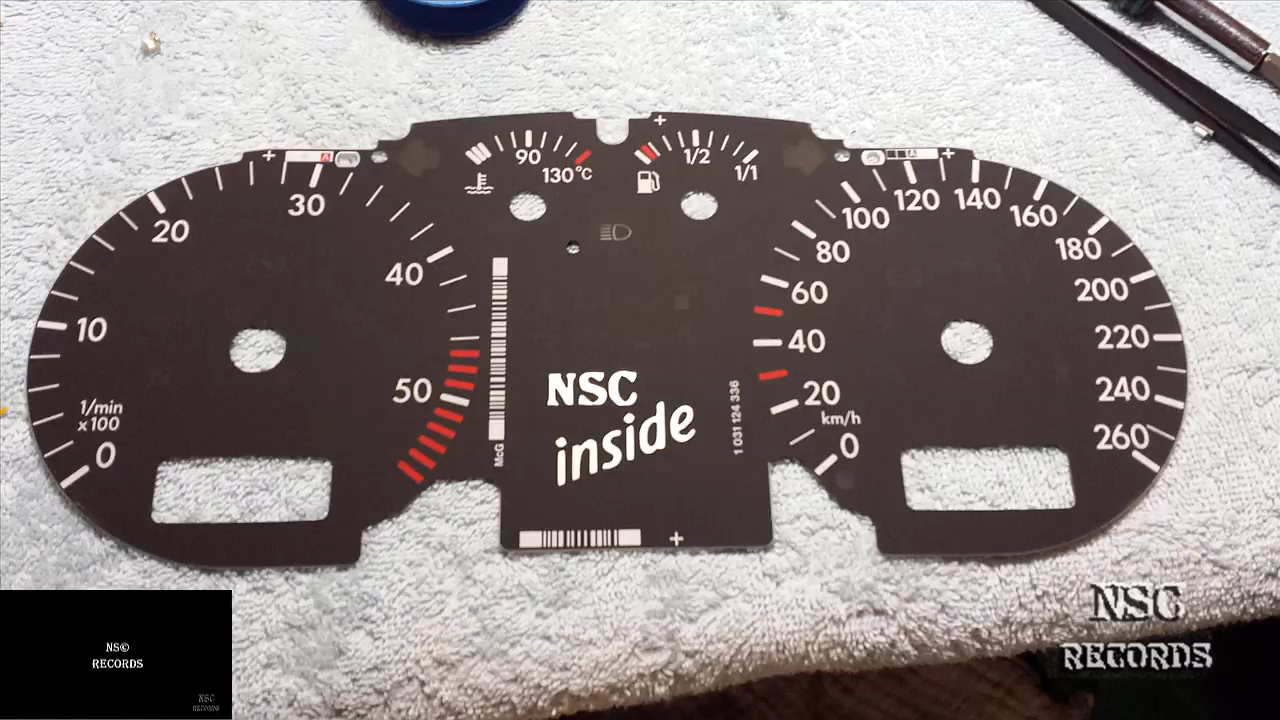 90
130°C
1/2
1/1
30
20
40
10
50
1/min
x100
0
McG
NSC
inside
1 031 124 336
100
120
140
160
80
180
60
200
40
220
20
240
km/h
0
260
NSC
RECORDS
NS©
RECORDS
NSC
RECORDS